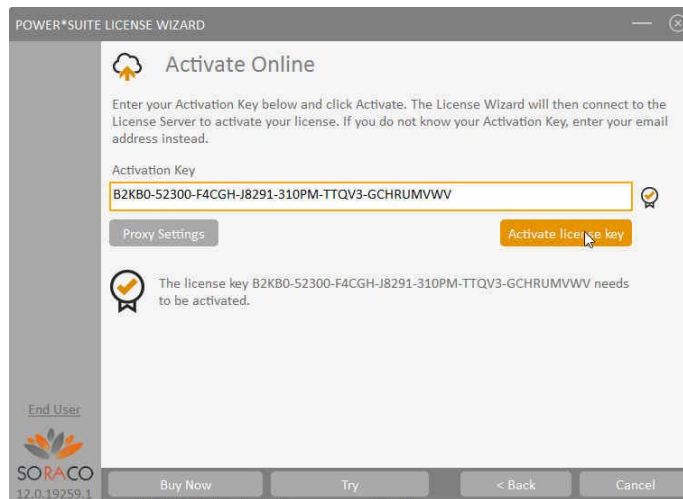 POWER*SUITE LICENSE WIZARD
Activate Online
Enter your Activation Key below and click Activate. The License Wizard will then connect to the
License Server to activate your license. If you do not know your Activation Key, enter your email
address instead.
Activation Key
B2KB0-52300-F4CGH-J8291-310PM-TTQV3-GCHRUMVWV
Proxy Settings
Activate license key
The license key B2KB0-52300-F4CGH-J8291-310PM-TTQV3-GCHRUMVWV needs
to be activated.
End User
SORACO
12.0.19259.1
Buy Now
Try
< Back
Cancel